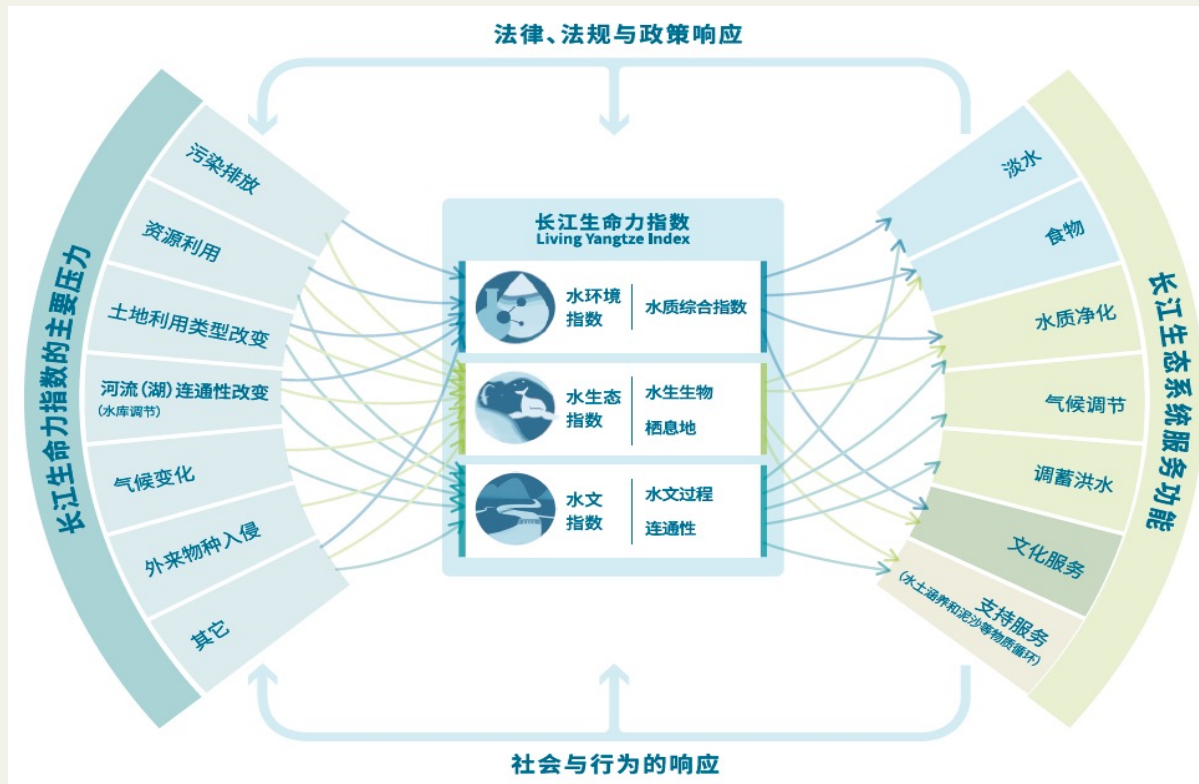 法律、法规与政策响应
长江生命力指数的主要压力
污染排放
资源利用
土地利用类型改变
河流(湖)连通性改变
(水库调节)
气候变化
外来物种入侵
其它
长江生命力指数
Living Yangtze Index
水环境
指数
水质综合指数
水生态
指数
水生生物
栖息地
水文
指数
水文过程
连通性
淡水
食物
水质净化
气候调节
调蓄洪水
文化服务
支持服务
(水土涵养和泥沙等物质循环)
长江生态系统服务功能
社会与行为的响应